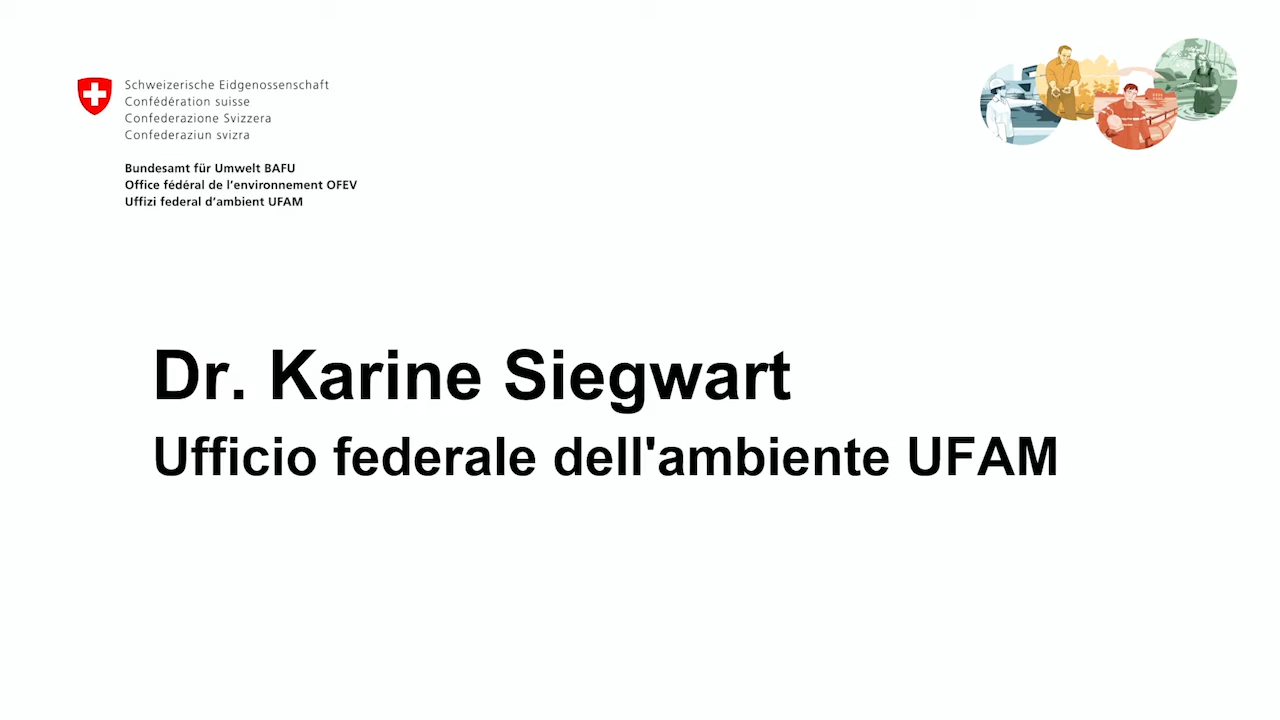 Schweizerische Eidgenossenschaft
Confédération suisse
Confederazione Svizzera
Confederaziun svizra
Bundesamt für Umwelt BAFU
Office fédéral de l'environnement OFEV
Uffizi federal d'ambient UFAM
Dr. Karine Siegwart
Ufficio federale dell'ambiente UFAM